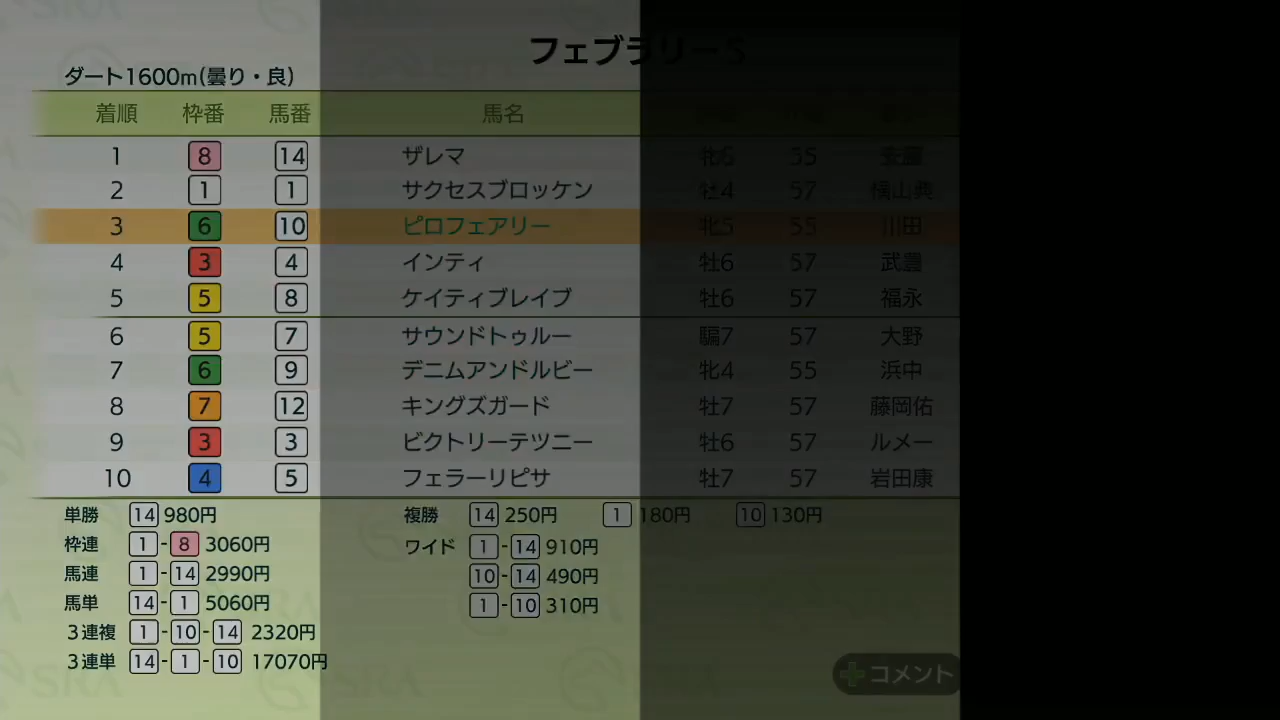 フェブラリーS
ダート1600m(曇り・良)
着順 枠番 馬番 馬名
1 8 14 ザレマ 牝5 55 安藤
2 1 1 サクセスブロッケン 牡4 57 横山典
3 6 10 ピロフェアリー 牝5 55 川田
4 3 4 インティ 牡6 57 武豊
5 5 8 ケイティブレイブ 牡6 57 福永
6 5 7 サウンドトゥルー 騸7 57 大野
7 6 9 デニムアンドルビー 牝4 55 浜中
8 7 12 キングズガード 牡7 57 藤岡佑
9 3 3 ビクトリーテツニー 牡6 57 ルメー
10 4 5 フェラーリピサ 牡7 57 岩田康
単勝 14 980円 複勝 14 250円 1 180円 10 130円
枠連 1-8 3060円 ワイド 1-14 910円
馬連 1-14 2990円 10-14 490円
馬単 14-1 5060円 1-10 310円
3連複 1-10-14 2320円
3連単 14-1-10 17070円
コメント